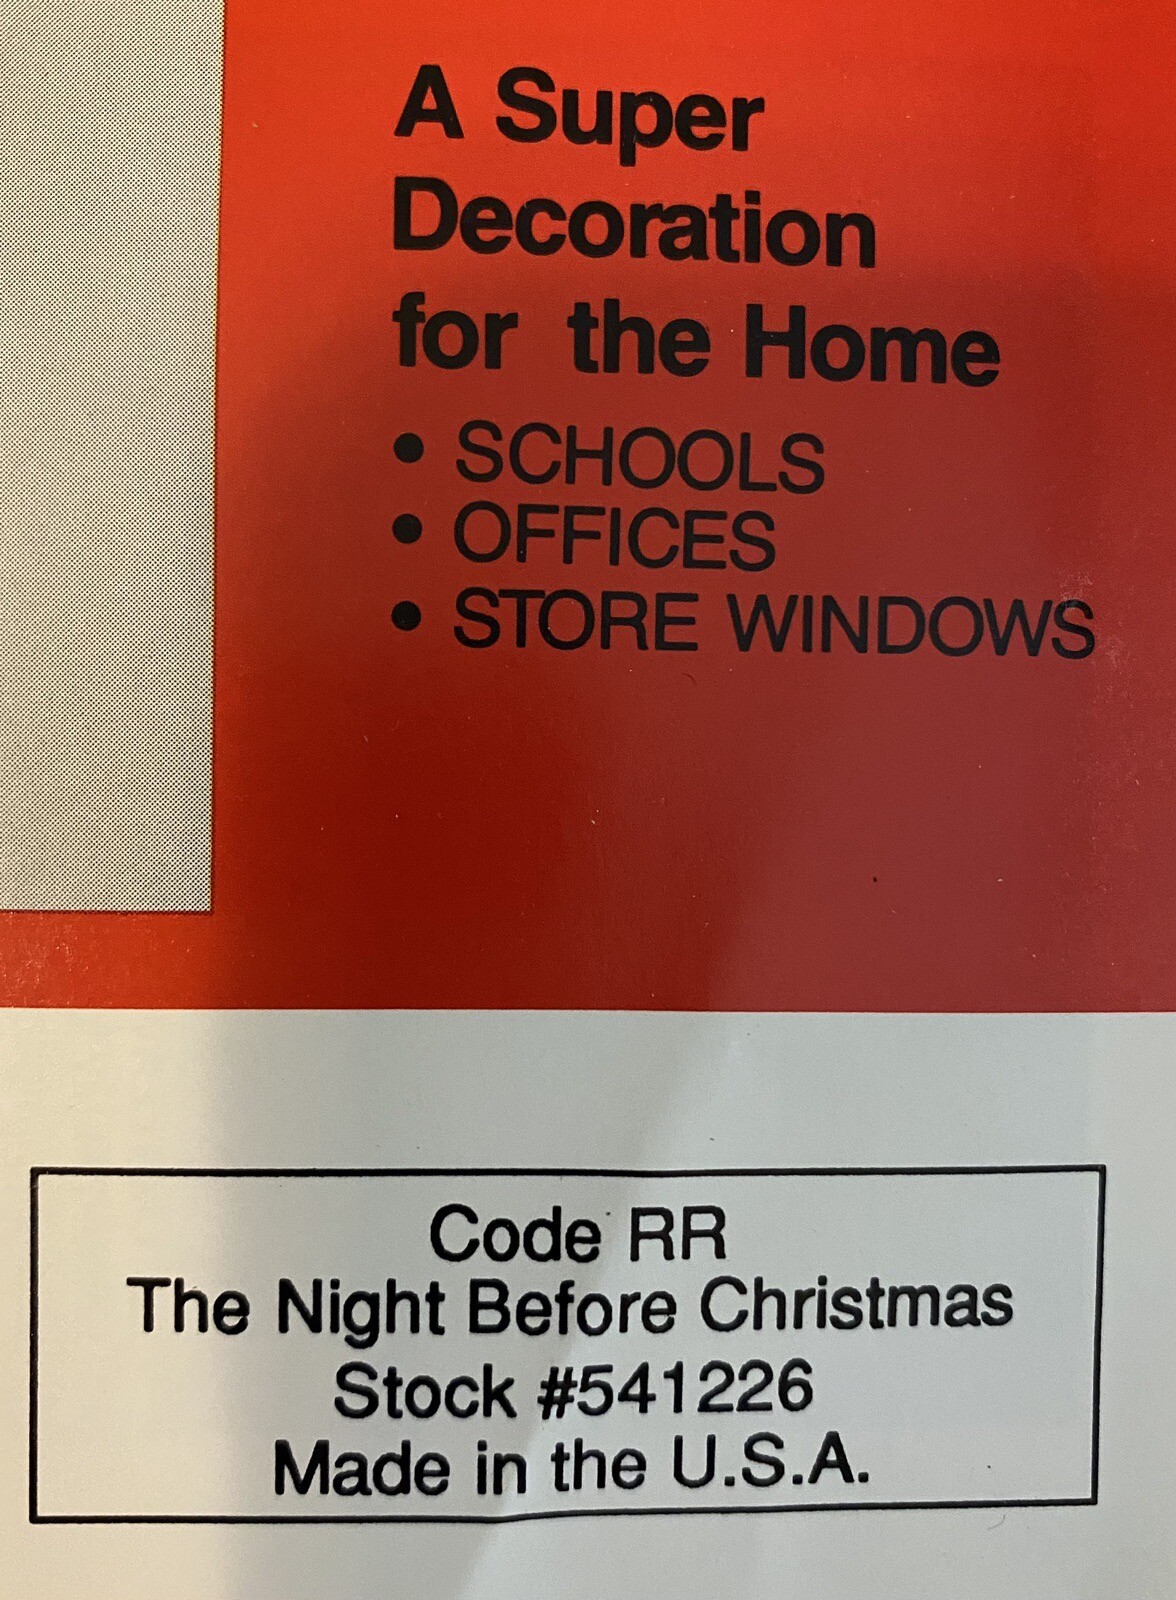 A Super
Decoration
for the Home
• SCHOOLS
• OFFICES
• STORE WINDOWS
Code RR
The Night Before Christmas
Stock #541226
Made in the U.S.A.